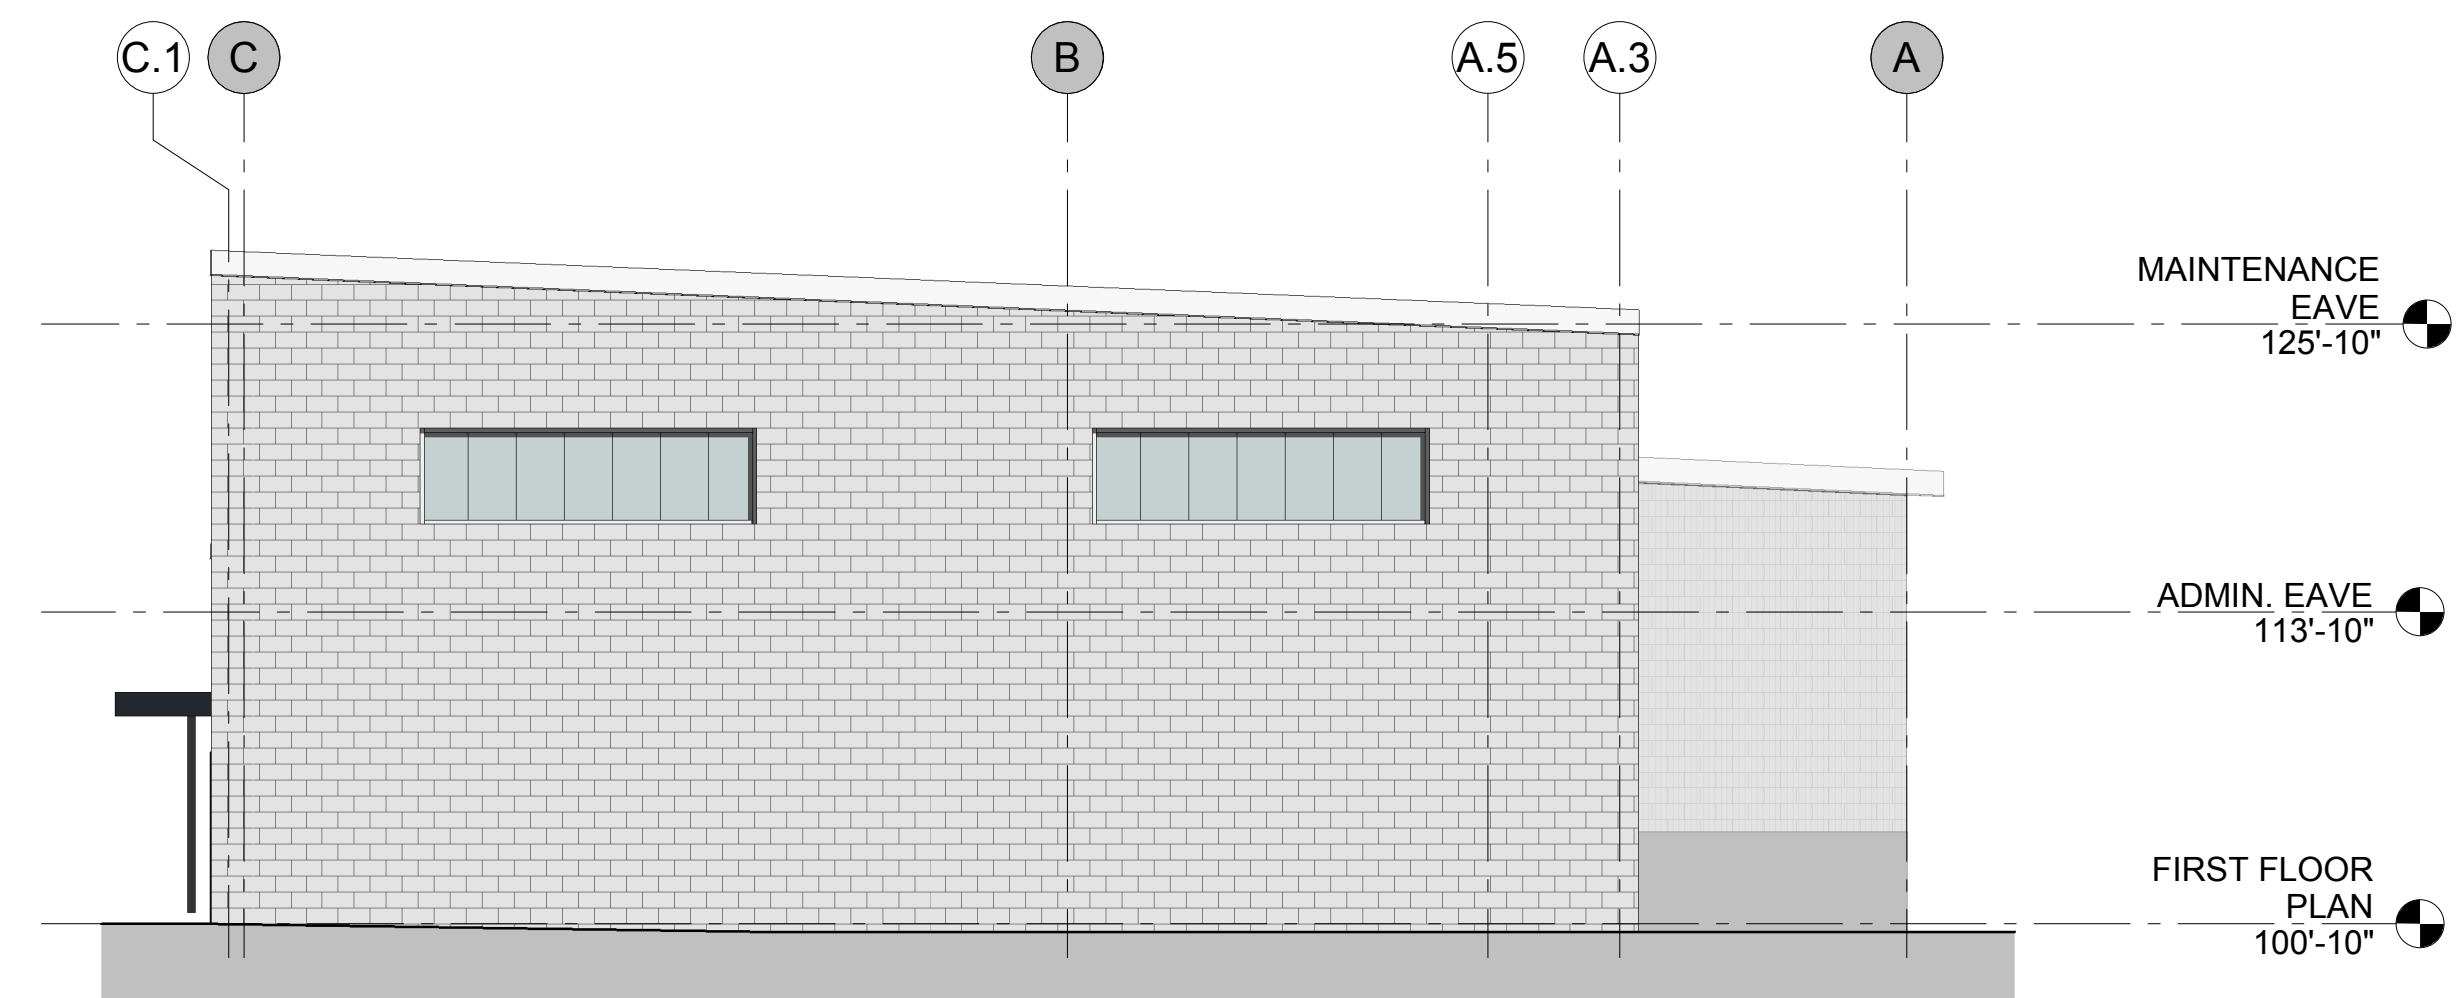 C.1
C
B
A.5
A.3
A
MAINTENANCE
EAVE
125'-10"
ADMIN. EAVE
113'-10"
FIRST FLOOR
PLAN
100'-10"